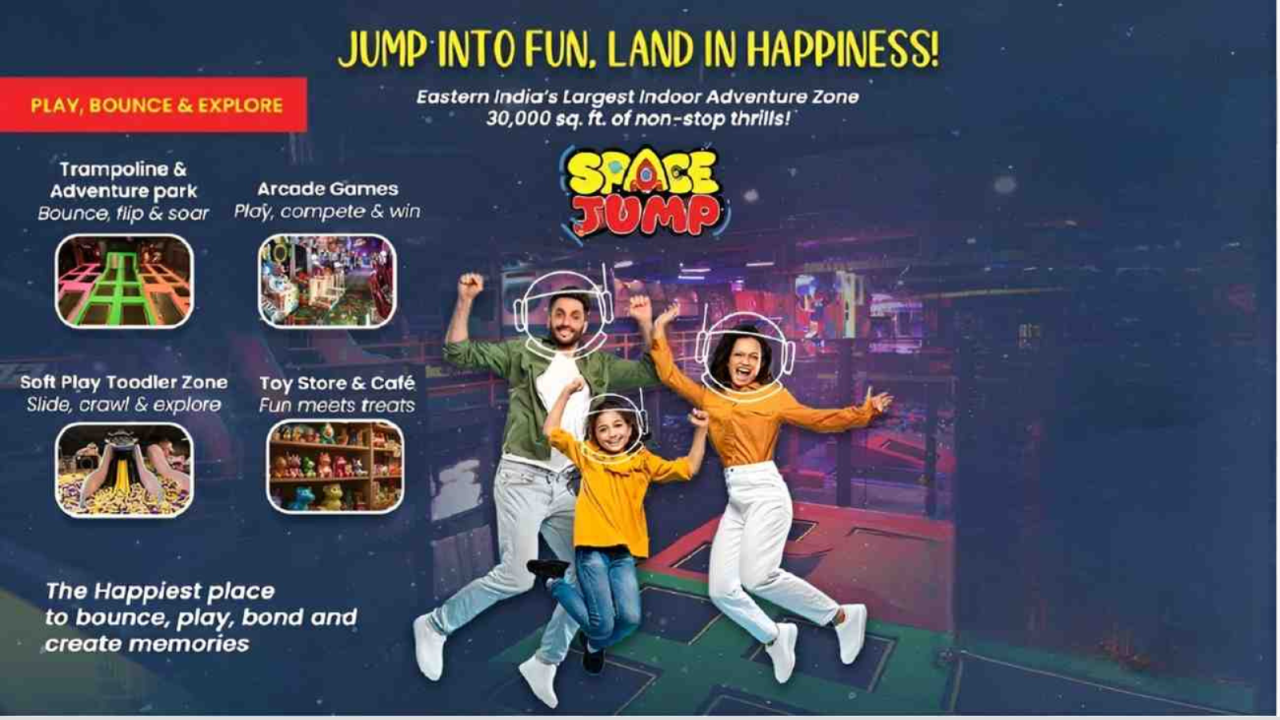 JUMP INTO FUN, LAND IN HAPPINESS!
Eastern India's Largest Indoor Adventure Zone
30,000 sq. ft. of non-stop thrills!
PLAY, BOUNCE & EXPLORE
SPACE
JUMP
Trampoline &
Adventure park
Bounce, flip & soar
Arcade Games
Play, compete & win
Soft Play Toodler Zone
Slide, crawl & explore
Toy Store & Café
Fun meets treats
The Happiest place
to bounce, play, bond and
create memories